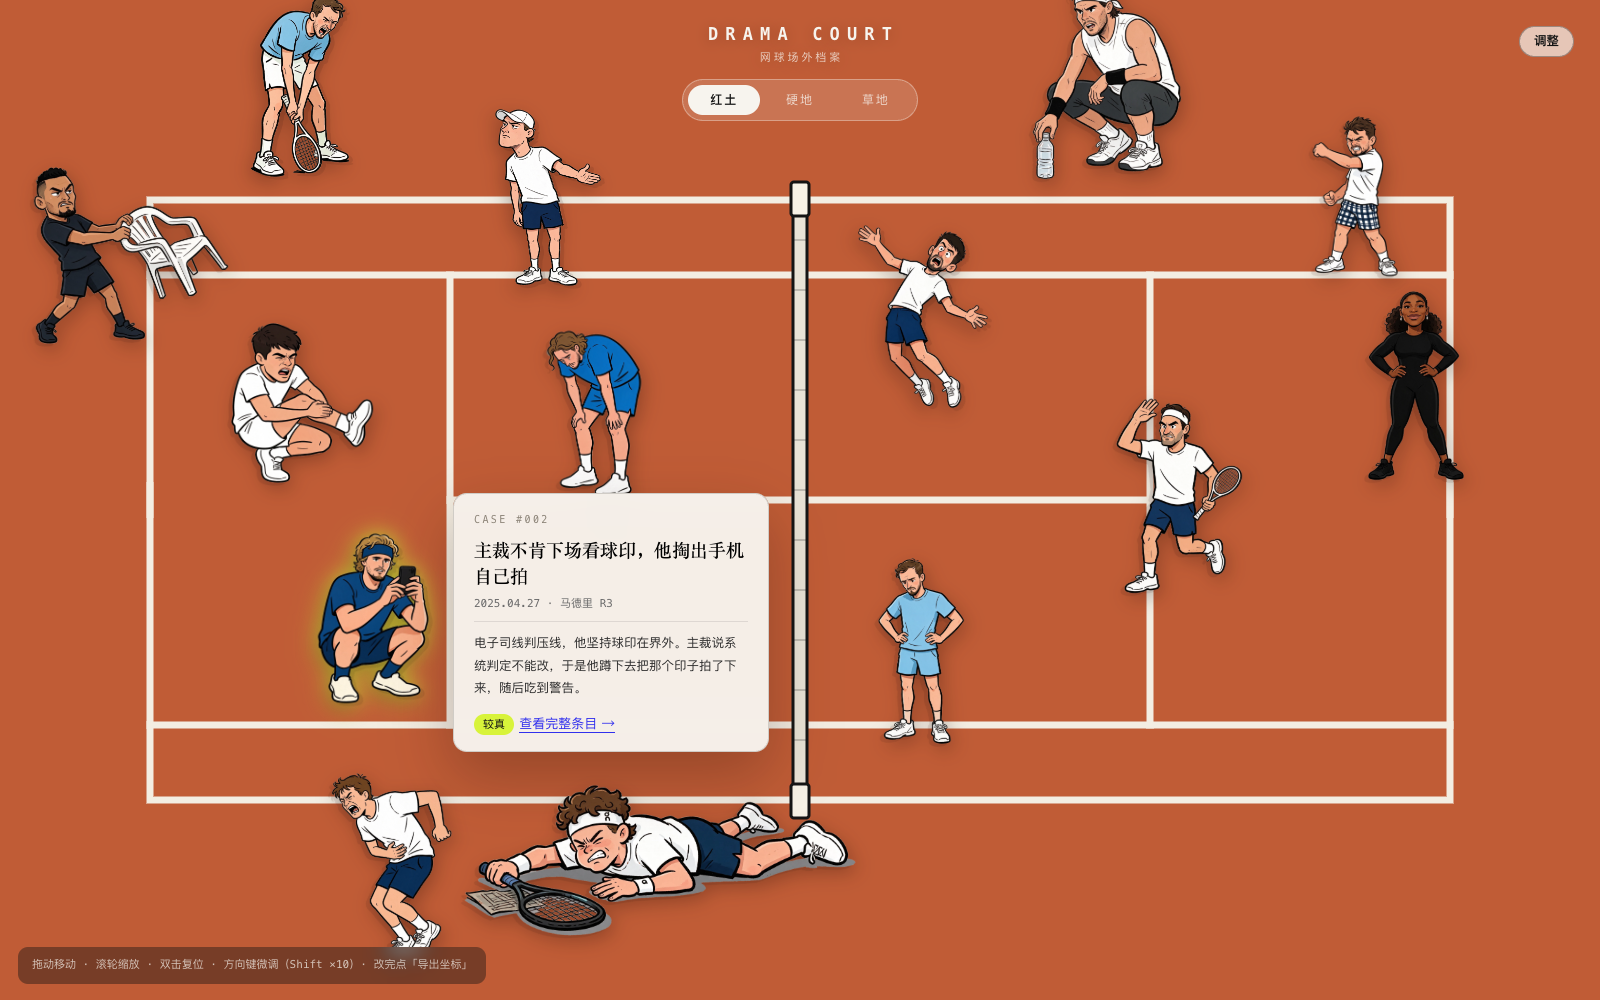 DRAMA COURT
网球场外档案
调整
红土
硬地
草地
CASE #002
主裁不肯下场看球印，他掏出手机
自己拍
2025.04.27 · 马德里 R3
电子司线判压线，他坚持球印在界外。主裁说系
统判定不能改，于是他蹲下去把那个印子拍了下
来，随后吃到警告。
较真 查看完整条目 →
拖动移动 · 滚轮缩放 · 双击复位 · 方向键微调（Shift ×10）· 改完点「导出坐标」